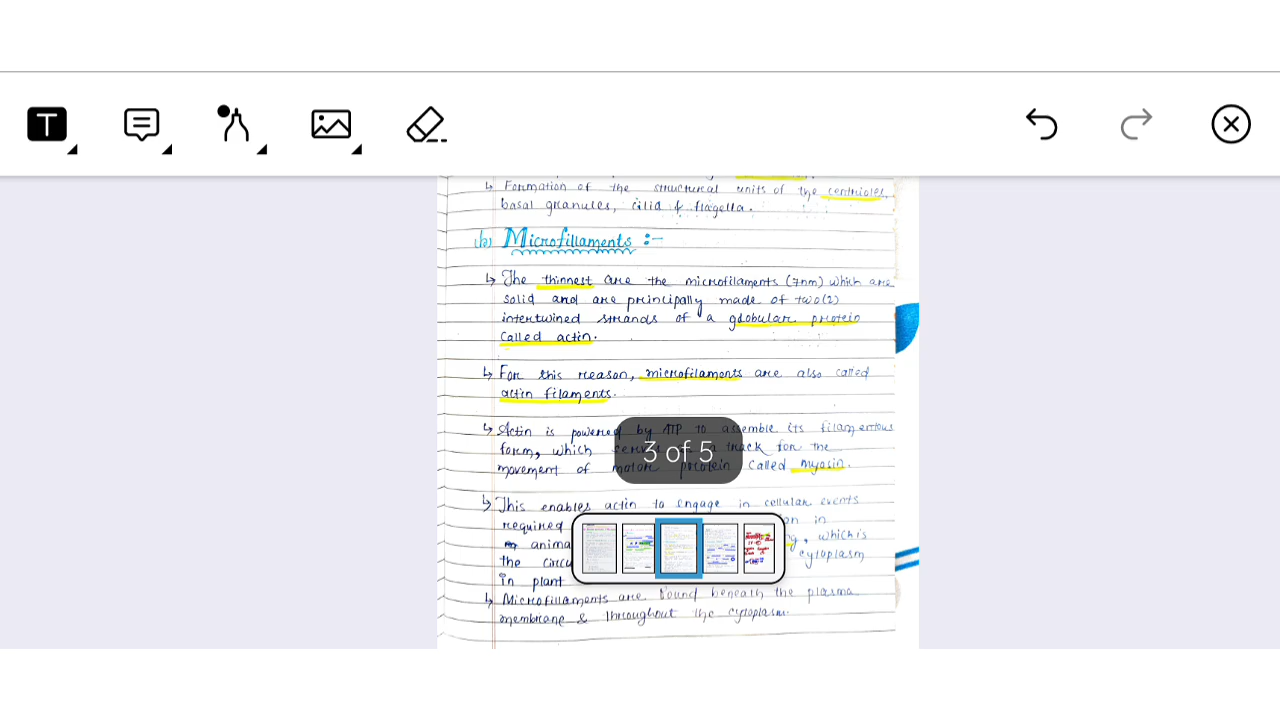 T
↳ Formation of the structural units of the centrioles,
basal granules, cilia & flagella.
(b) Microfillaments :-
↳ The thinnest are the microfilaments (7nm) which are
solid and are principally made of two(2)
intertwined strands of a globular protein
called actin.
↳ For this reason, microfilaments are also called
actin filaments.
↳ Actin is powered by ATP to assemble its filamentous
form, which track for the
movement of motor protein called myosin.
3 of 5
↳ This enables actin to engage in cellular events
required in
anima which is
the cytoplasm
in plant
↳ Microfillaments are found beneath the plasma
membrane & throughout the cytoplasm.